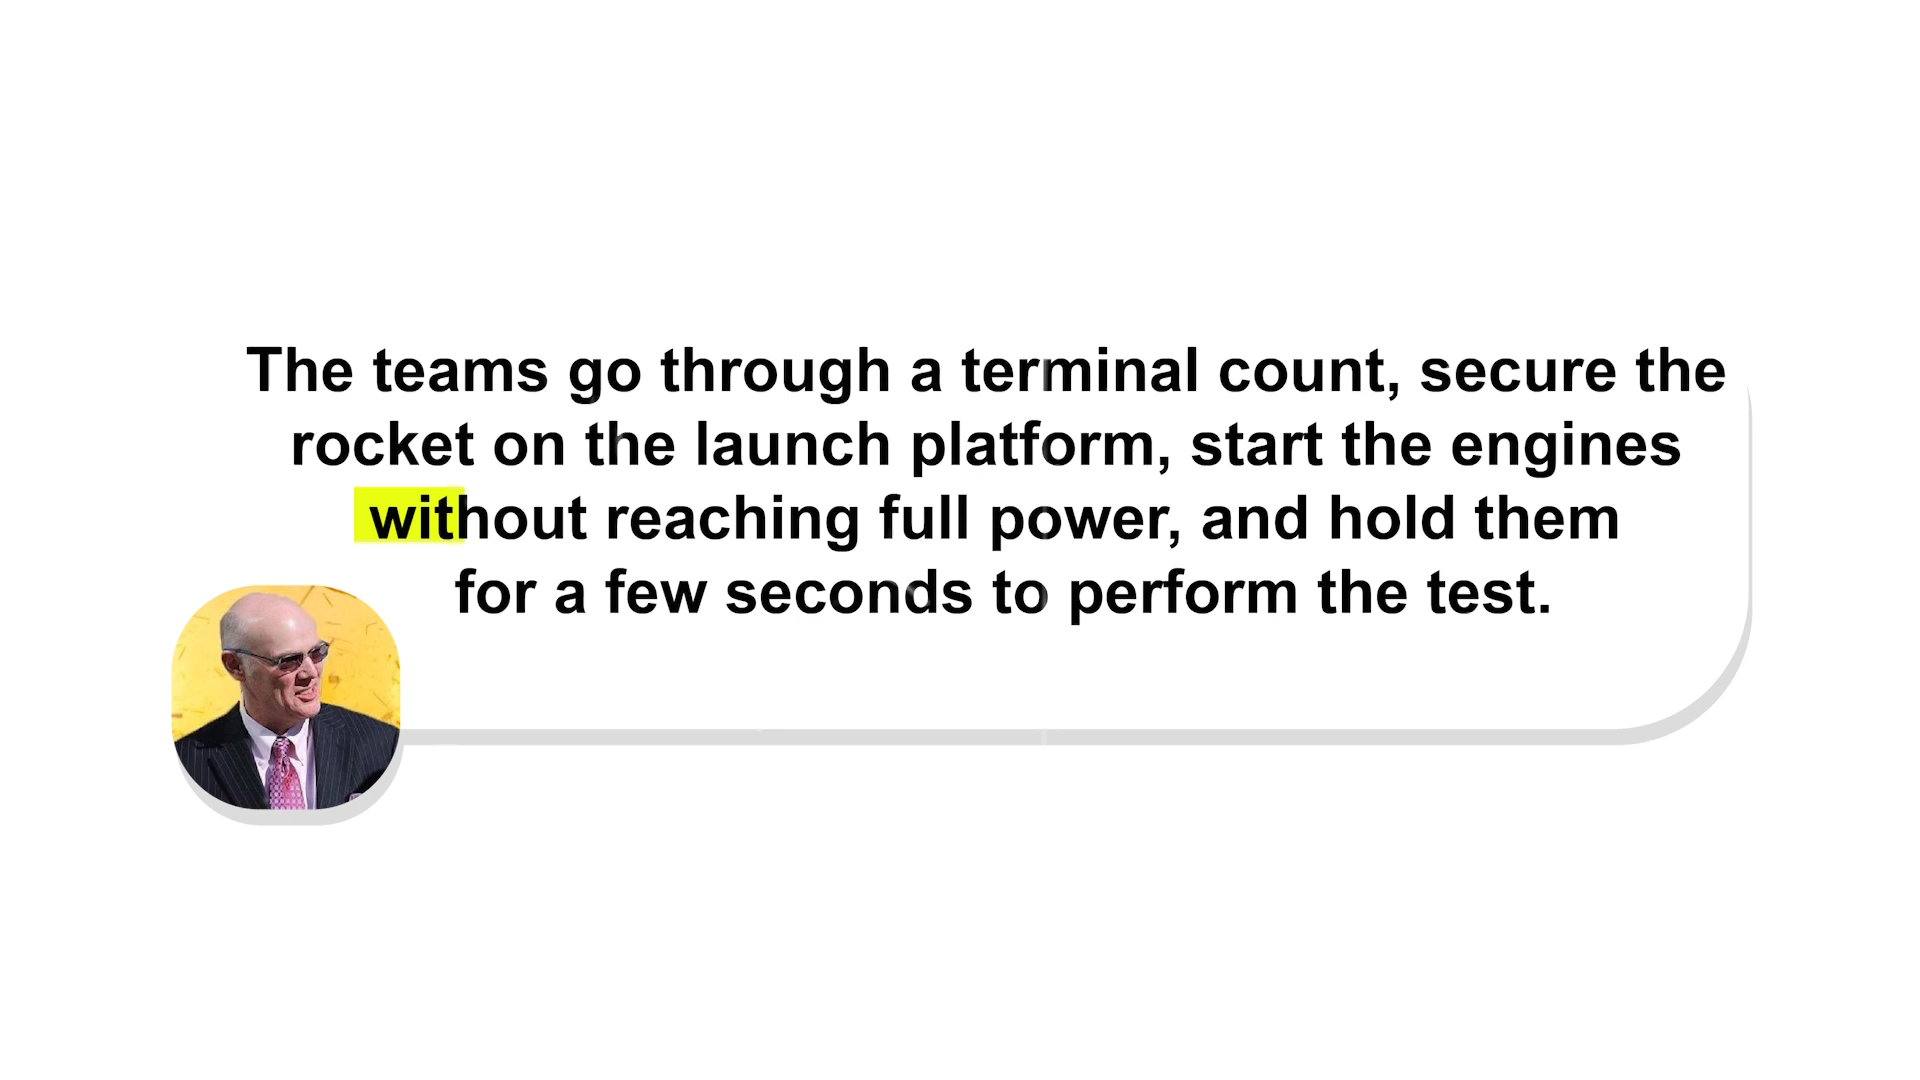 The teams go through a terminal count, secure the
rocket on the launch platform, start the engines
without reaching full power, and hold them
for a few seconds to perform the test.